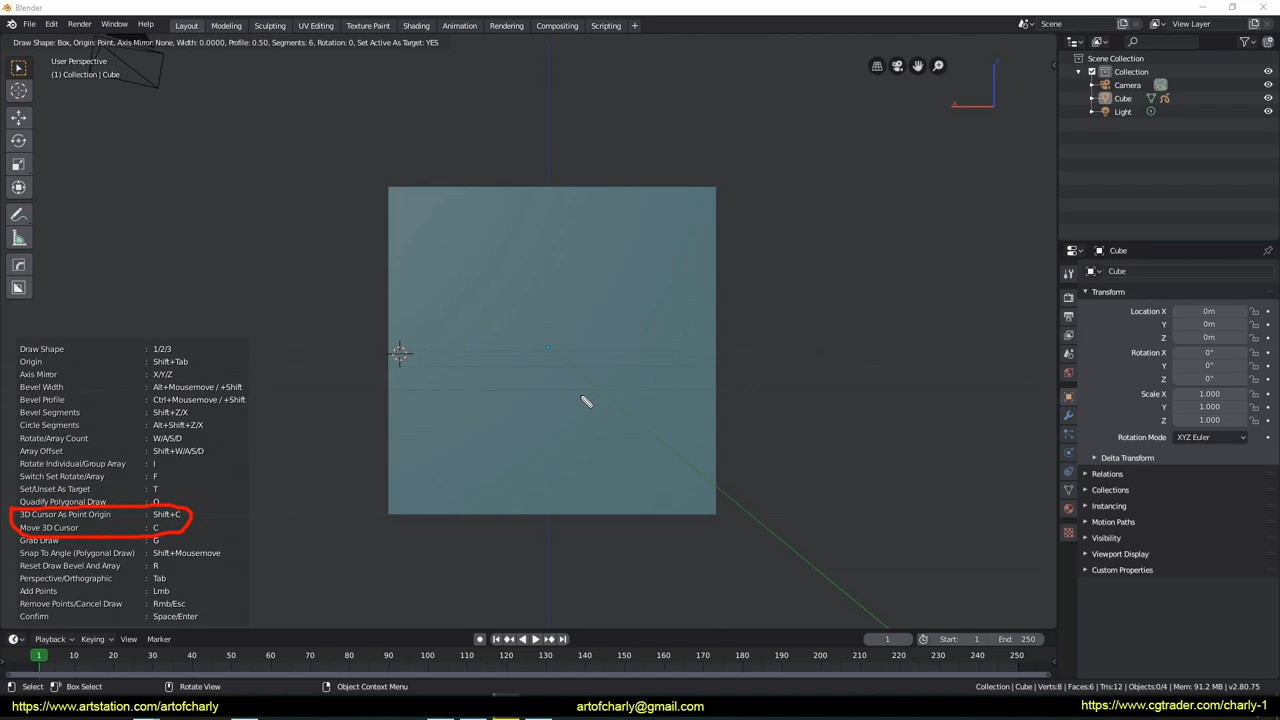 Blender
File Edit Render Window Help Layout Modeling Sculpting UV Editing Texture Paint Shading Animation Rendering Compositing Scripting + Scene View Layer
Draw Shape: Box, Origin: Point, Axis Mirror: None, Width: 0.0000, Profile: 0.50, Segments: 6, Rotation: 0, Set Active As Target: YES
User Perspective
(1) Collection | Cube
Z
X
Scene Collection
Collection
Camera
Cube
Light
Cube
Cube
Transform
Location X 0m
Y 0m
Z 0m
Rotation X 0°
Y 0°
Z 0°
Scale X 1.000
Y 1.000
Z 1.000
Rotation Mode XYZ Euler
Delta Transform
Relations
Collections
Instancing
Motion Paths
Visibility
Viewport Display
Custom Properties
Draw Shape : 1/2/3
Origin : Shift+Tab
Axis Mirror : X/Y/Z
Bevel Width : Alt+Mousemove / +Shift
Bevel Profile : Ctrl+Mousemove / +Shift
Bevel Segments : Shift+Z/X
Circle Segments : Alt+Shift+Z/X
Rotate/Array Count : W/A/S/D
Array Offset : Shift+W/A/S/D
Rotate Individual/Group Array : I
Switch Set Rotate/Array : F
Set/Unset As Target : T
Quadify Polygonal Draw : Q
3D Cursor As Point Origin : Shift+C
Move 3D Cursor : C
Grab Draw : G
Snap To Angle (Polygonal Draw) : Shift+Mousemove
Reset Draw Bevel And Array : R
Perspective/Orthographic : Tab
Add Points : Lmb
Remove Points/Cancel Draw : Rmb/Esc
Confirm : Space/Enter
Playback Keying View Marker 1 Start: 1 End: 250
1 10 20 30 40 50 60 70 80 90 100 110 120 130 140 150 160 170 180 190 200 210 220 230 240 250
Select Box Select Rotate View Object Context Menu Collection | Cube | Verts:8 | Faces:6 | Tris:12 | Objects:0/4 | Mem: 91.2 MB | v2.80.75
https://www.artstation.com/artofcharly artofcharly@gmail.com https://www.cgtrader.com/charly-1